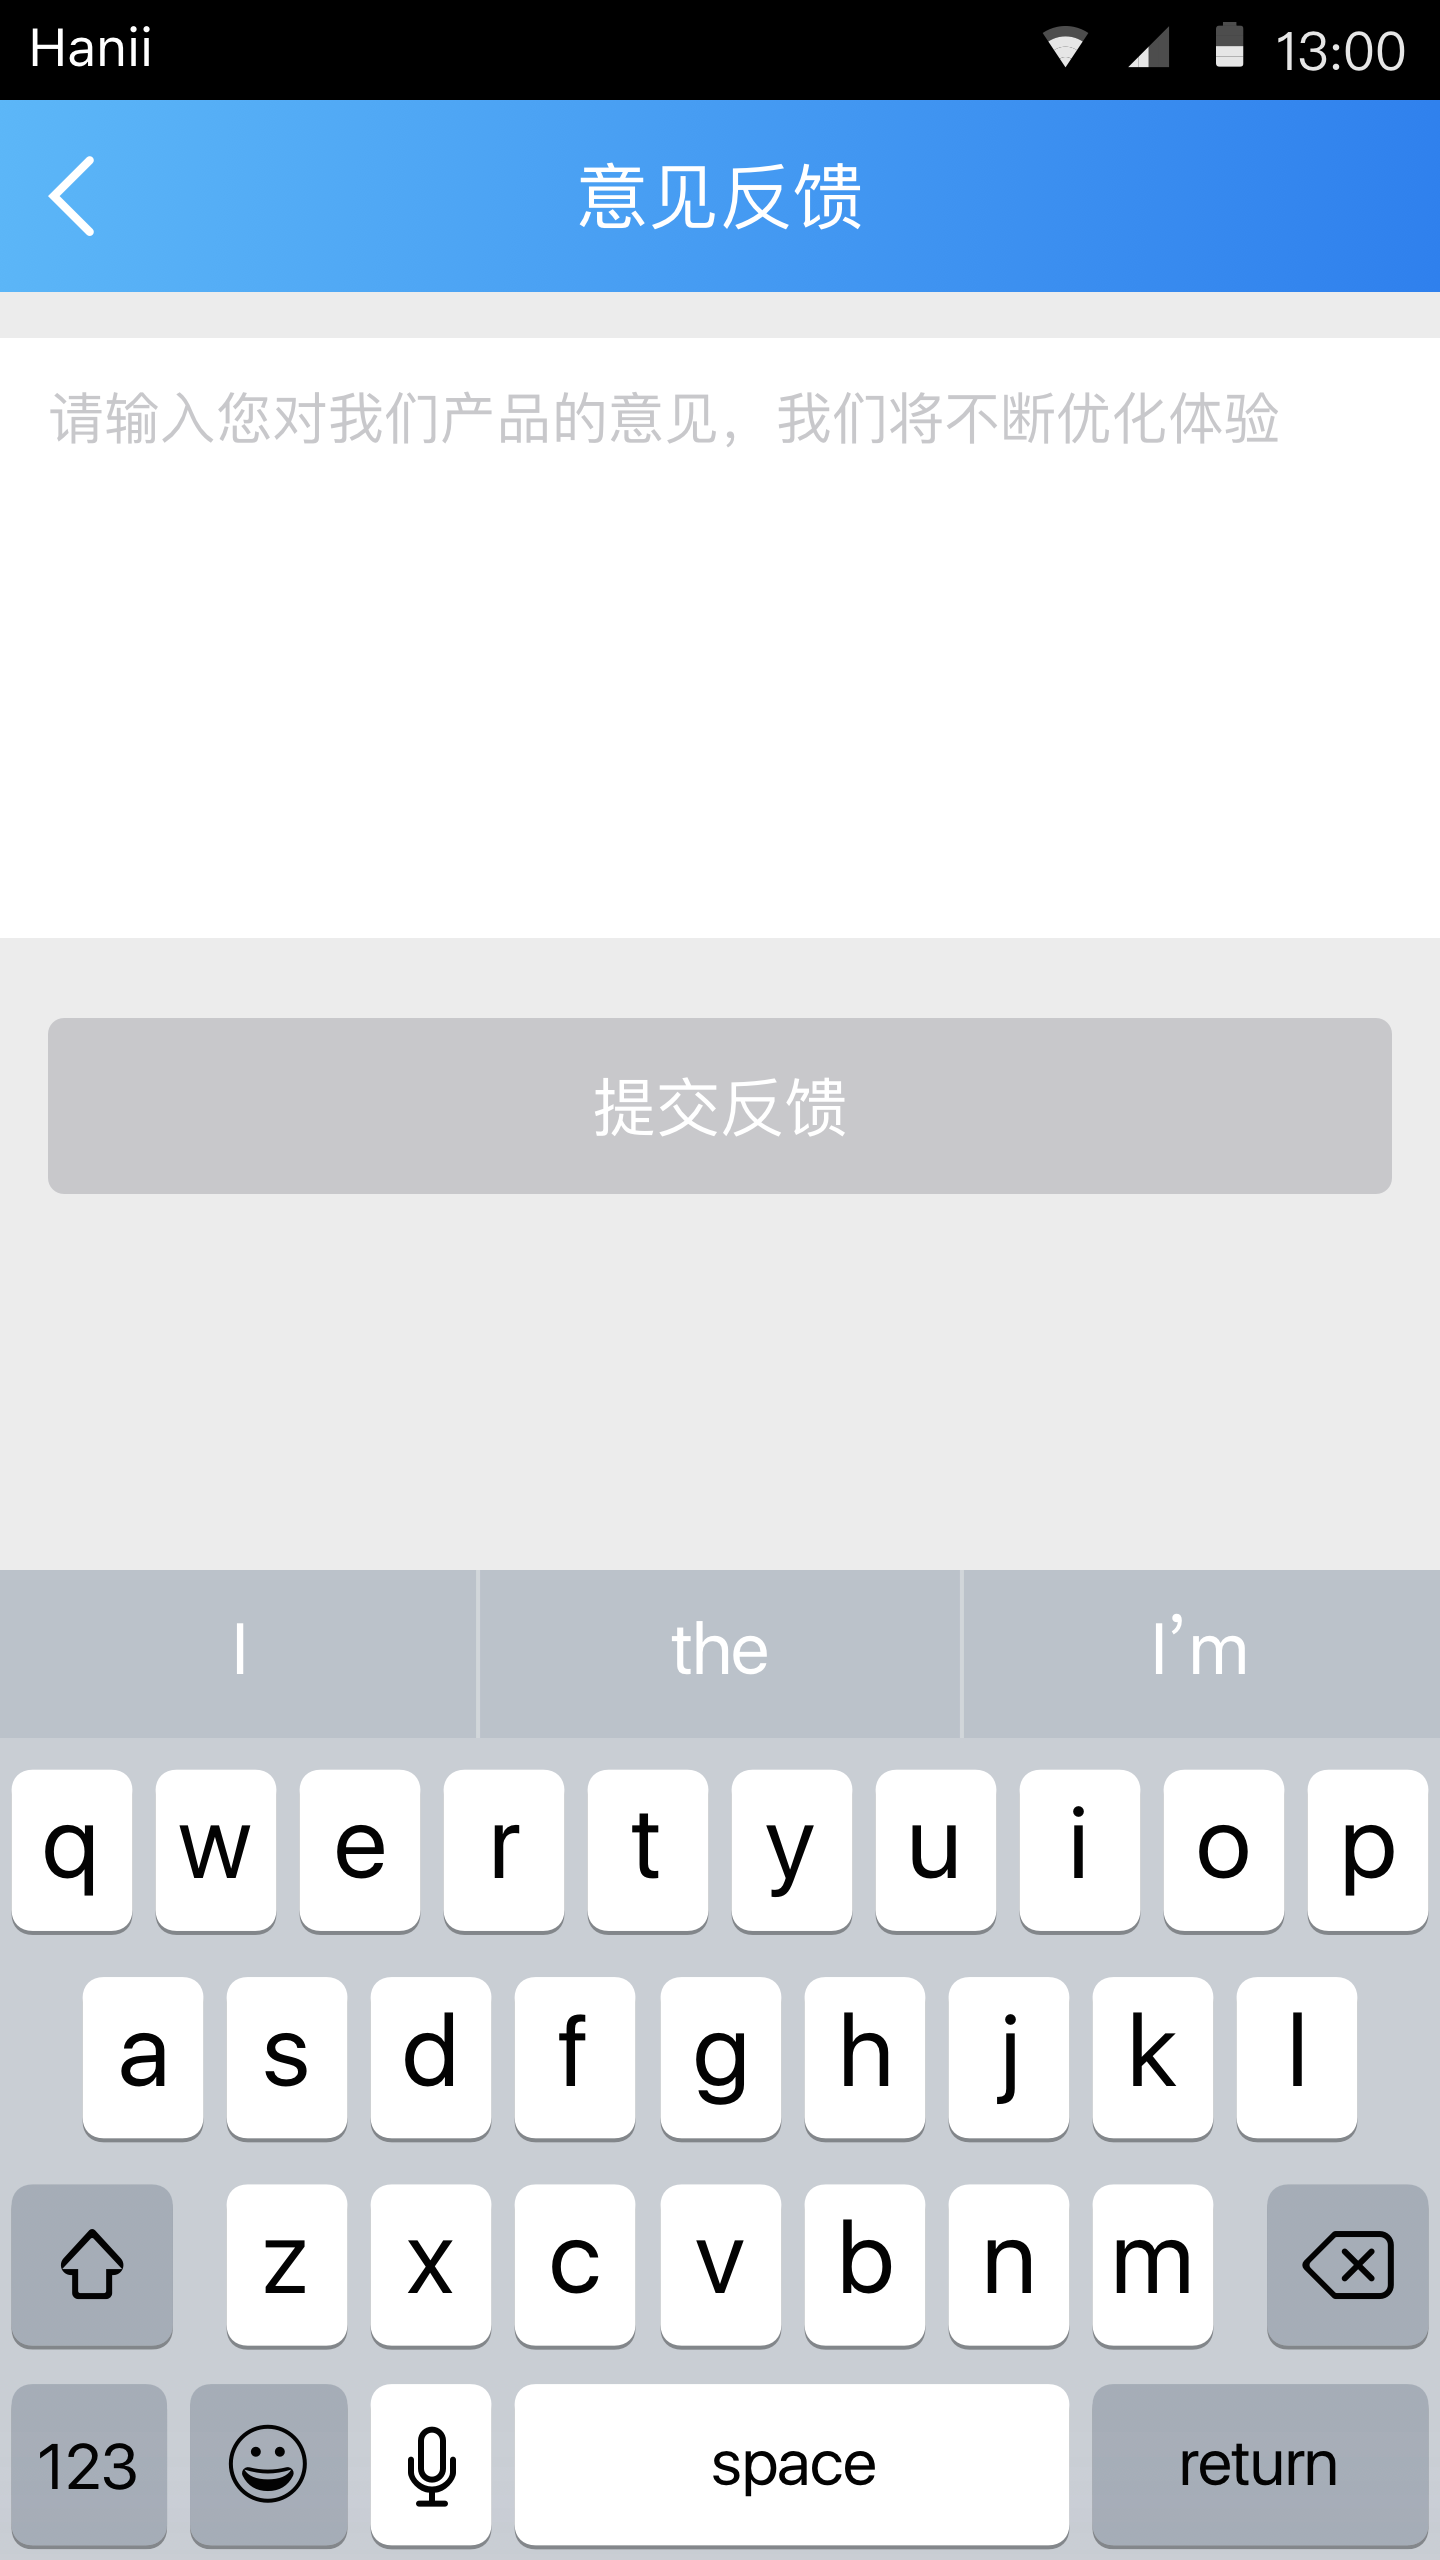 Hanii 13:00
意见反馈
请输入您对我们产品的意见，我们将不断优化体验
提交反馈
I the I’m
q w e r t y u i o p
a s d f g h j k l
z x c v b n m
123 space return